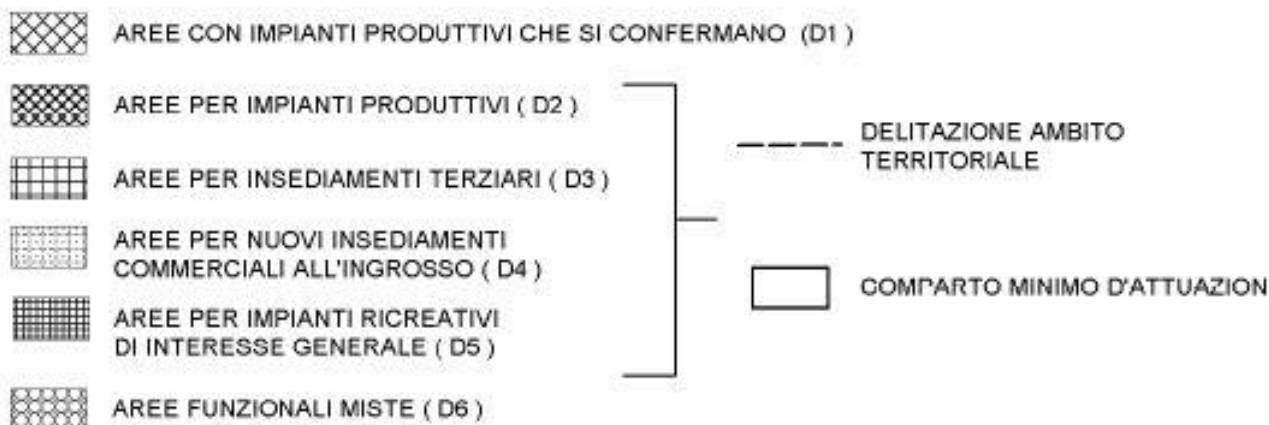 AREE CON IMPIANTI PRODUTTIVI CHE SI CONFERMANO (D1 )
AREE PER IMPIANTI PRODUTTIVI ( D2 )
AREE PER INSEDIAMENTI TERZIARI ( D3 )
AREE PER NUOVI INSEDIAMENTI
COMMERCIALI ALL'INGROSSO ( D4 )
AREE PER IMPIANTI RICREATIVI
DI INTERESSE GENERALE ( D5 )
AREE FUNZIONALI MISTE ( D6 )
DELITAZIONE AMBITO
TERRITORIALE
COMPARTO MINIMO D'ATTUAZION